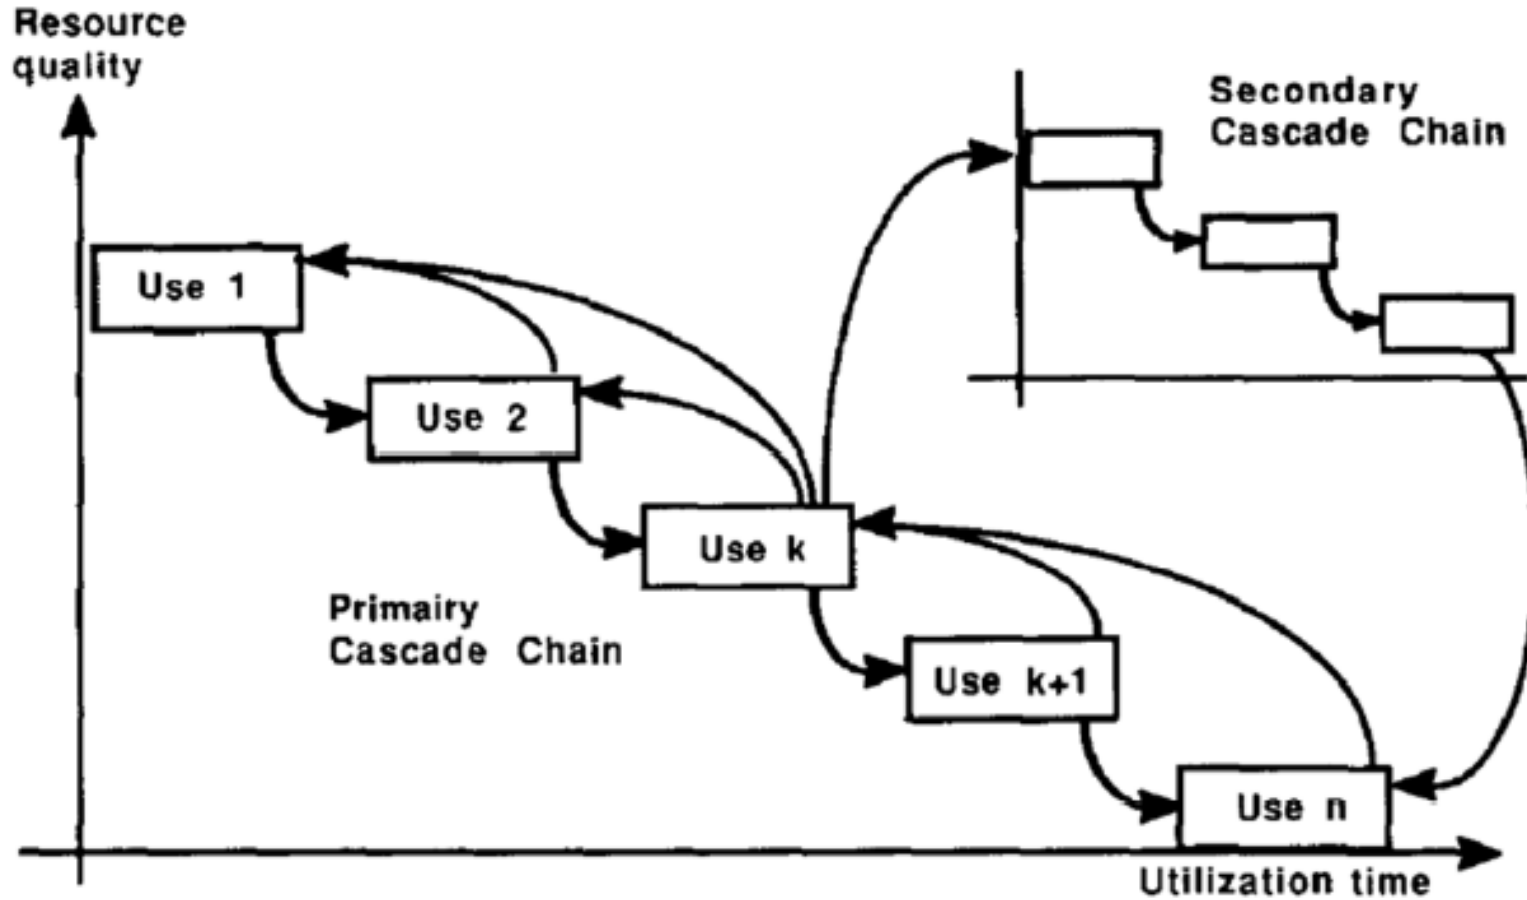 Resource
quality
Secondary
Cascade Chain
Use 1
Use 2
Use k
Primairy
Cascade Chain
Use k+1
Use n
Utilization time